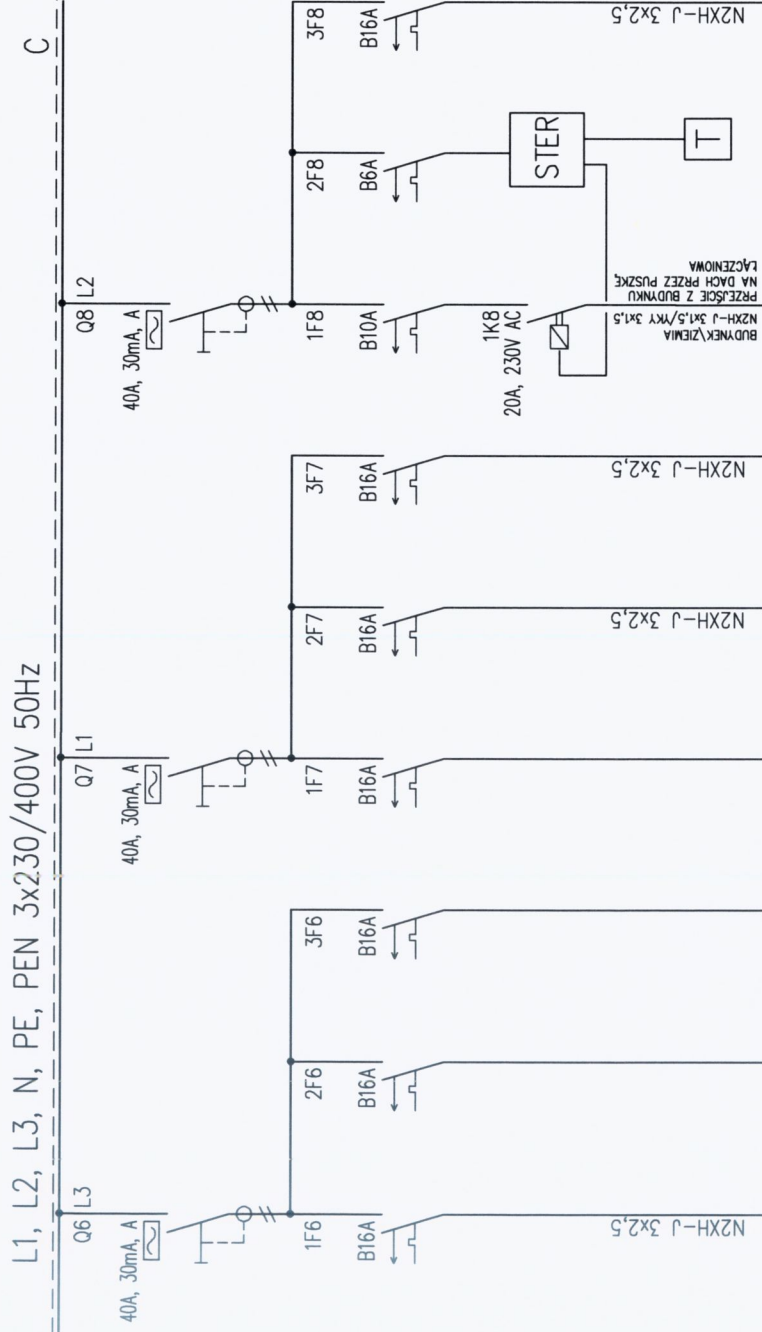 L1, L2, L3, N, PE, PEN 3x230/400V 50Hz
C
Q6
L3
40A, 30mA, A
1F6
B16A
N2XH-J 3x2,5
2F6
B16A
3F6
B16A
Q7
L1
40A, 30mA, A
1F7
B16A
2F7
B16A
N2XH-J 3x2,5
3F7
B16A
N2XH-J 3x2,5
Q8
L2
40A, 30mA, A
1F8
B10A
1K8
20A, 230V AC
BUDYNEK\ZIEMIA
N2XH-J 3x1,5/YKY 3x1,5
PRZEJŚCIE Z BUDYNKU
NA DACH PRZEZ PUSZKĘ
ŁĄCZENIOWA
2F8
B6A
STER
T
3F8
B16A
N2XH-J 3x2,5